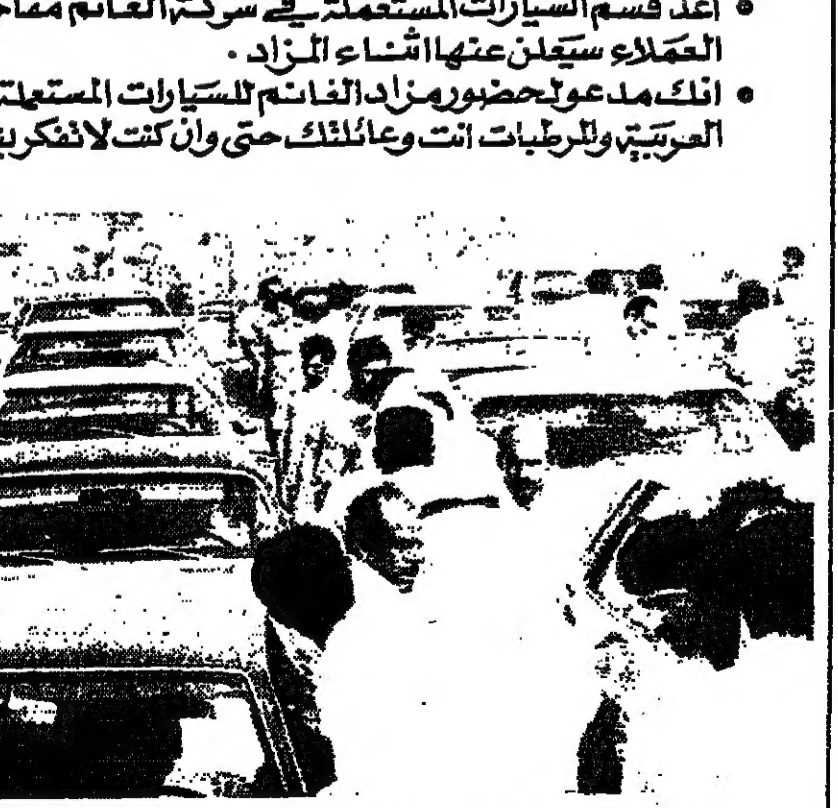 • أعد قسم السيارات المستعملة في شركة الغانم
العملاء سيعلن عنها اثناء المزاد .
• انك مدعو لحضور مزاد الغانم للسيارات المستعملة
العربية والمرطبات انت وعائلتك حتى وان كنت لا تفكر